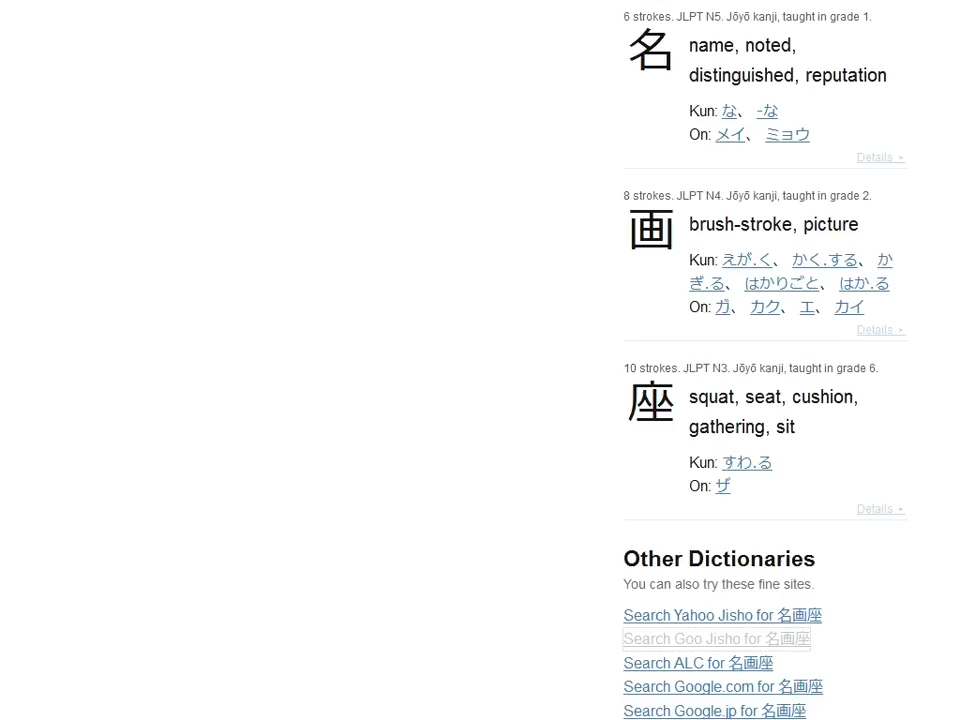 6 strokes. JLPT N5. Jōyō kanji, taught in grade 1.
名
name, noted,
distinguished, reputation
Kun: な、 -な
On: メイ、 ミョウ
Details ▸
8 strokes. JLPT N4. Jōyō kanji, taught in grade 2.
画
brush-stroke, picture
Kun: えが.く、 かく.する、 か
ぎ.る、 はかりごと、 はか.る
On: ガ、 カク、 エ、 カイ
Details ▸
10 strokes. JLPT N3. Jōyō kanji, taught in grade 6.
座
squat, seat, cushion,
gathering, sit
Kun: すわ.る
On: ザ
Details ▸
Other Dictionaries
You can also try these fine sites.
Search Yahoo Jisho for 名画座
Search Goo Jisho for 名画座
Search ALC for 名画座
Search Google.com for 名画座
Search Google.jp for 名画座